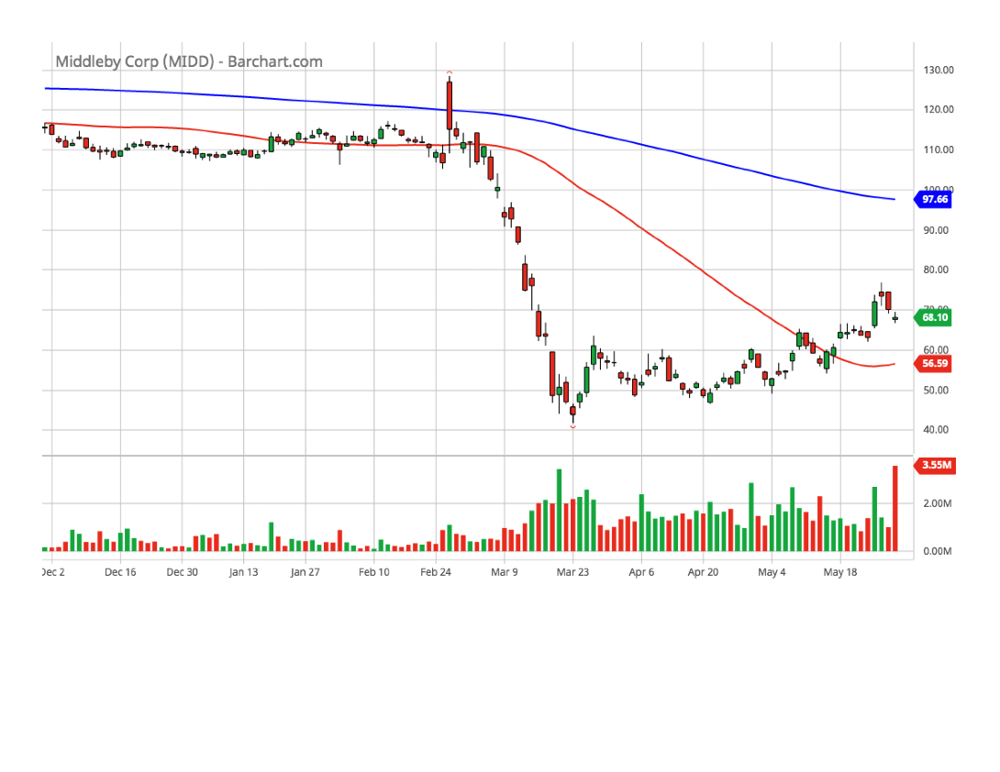 Middleby Corp (MIDD) - Barchart.com
130.00
120.00
110.00
100.00
97.66
90.00
80.00
70.00
68.10
60.00
56.59
50.00
40.00
3.55M
2.00M
0.00M
Dec 2 Dec 16 Dec 30 Jan 13 Jan 27 Feb 10 Feb 24 Mar 9 Mar 23 Apr 6 Apr 20 May 4 May 18